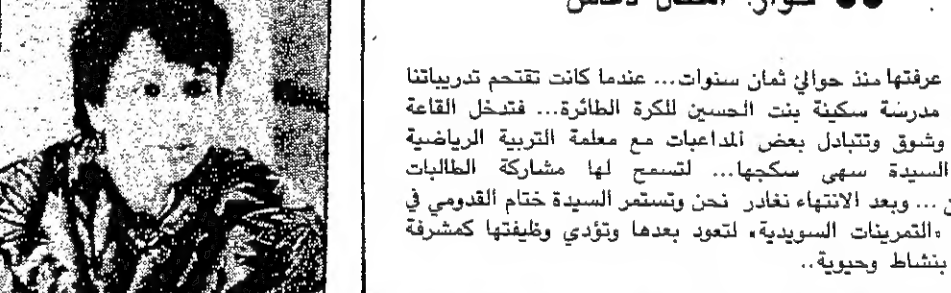 حوار:
عرفتها منذ حوالي ثمان سنوات... عندما كانت تقتحم تدريباتنا
مدرسة سكينة بنت الحسين للكرة الطائرة... فتدخل القاعة
وشوق وتتبادل بعض المداعبات مع معلمة التربية الرياضية
السيدة سهى سكجها... لتسمح لها مشاركة الطالبات
... وبعد الانتهاء نغادر نحن وتستمر السيدة ختام القدومي في
«التمرينات السويدية» لتعود بعدها وتؤدي وظيفتها كمشرفة
بنشاط وحيوية..